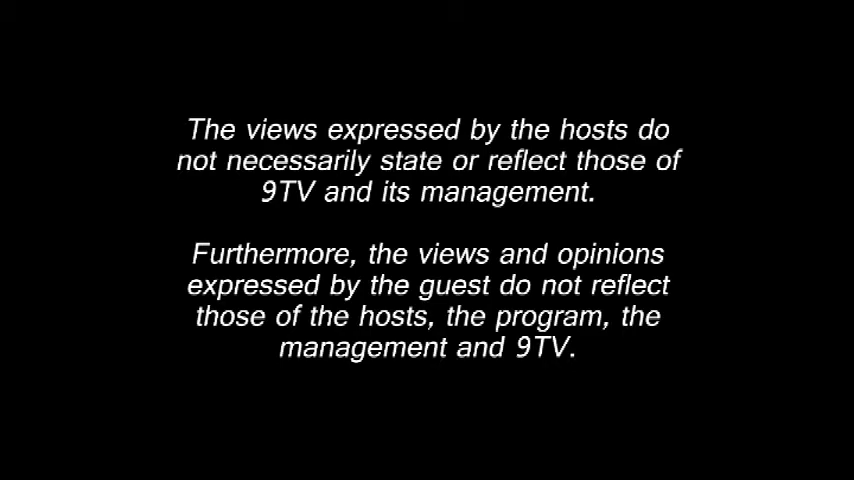 The views expressed by the hosts do
not necessarily state or reflect those of
9TV and its management.
Furthermore, the views and opinions
expressed by the guest do not reflect
those of the hosts, the program, the
management and 9TV.